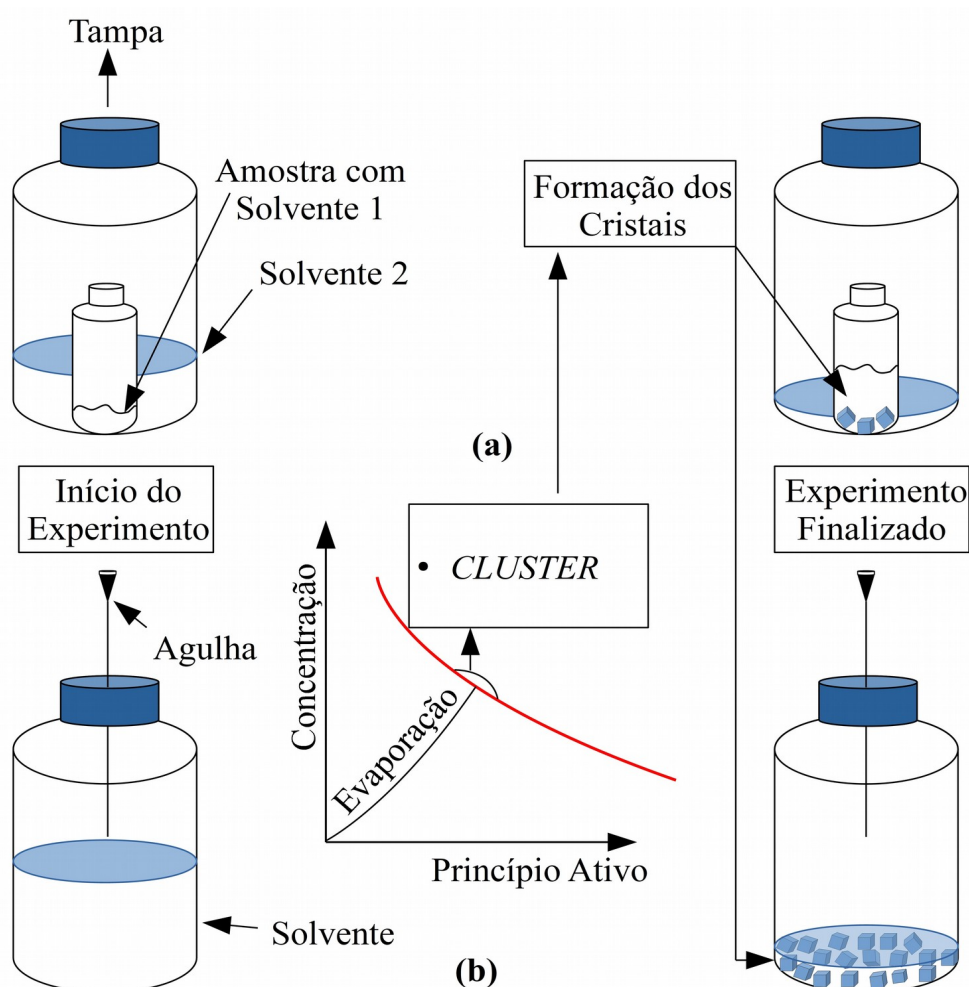 Tampa
Amostra com
Solvente 1
Solvente 2
Formação dos
Cristais
(a)
Início do
Experimento
Agulha
Solvente
Concentração
• CLUSTER
Evaporação
Princípio Ativo
Experimento
Finalizado
(b)